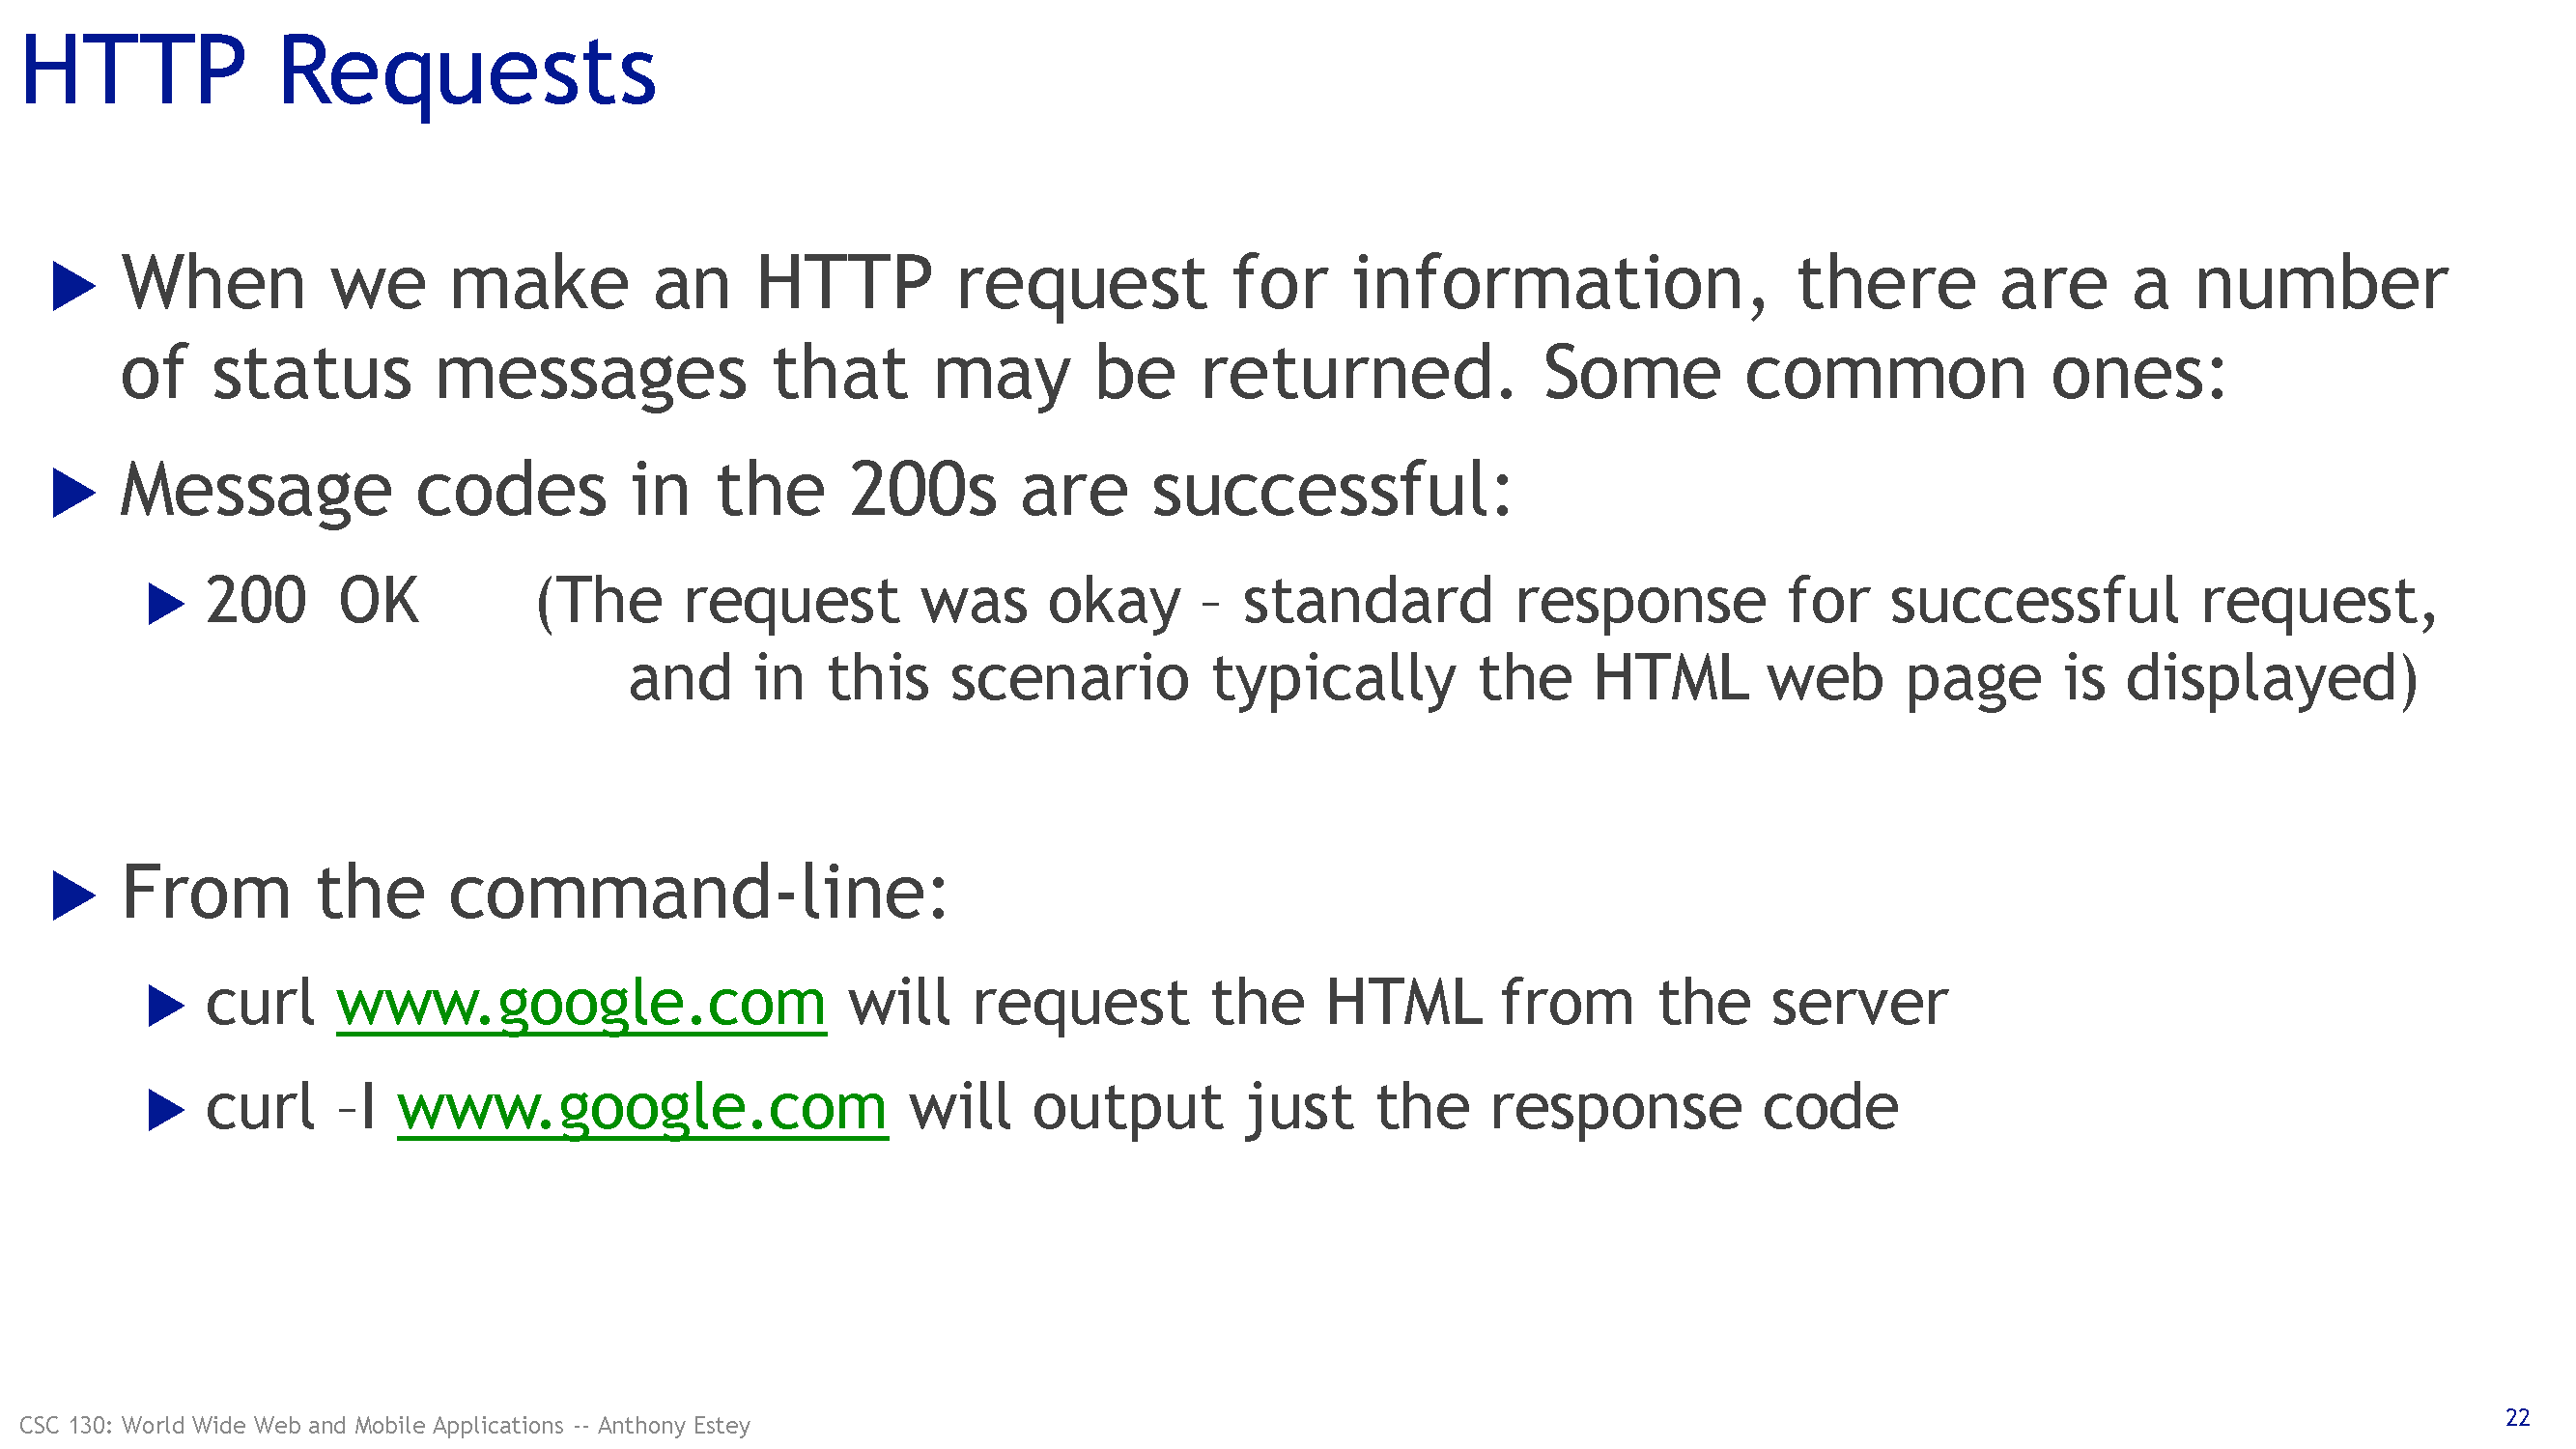 HTTP Requests
When we make an HTTP request for information, there are a number
of status messages that may be returned. Some common ones:
Message codes in the 200s are successful:
200 OK (The request was okay – standard response for successful request,
and in this scenario typically the HTML web page is displayed)
From the command-line:
curl www.google.com will request the HTML from the server
curl –I www.google.com will output just the response code
CSC 130: World Wide Web and Mobile Applications -- Anthony Estey
22